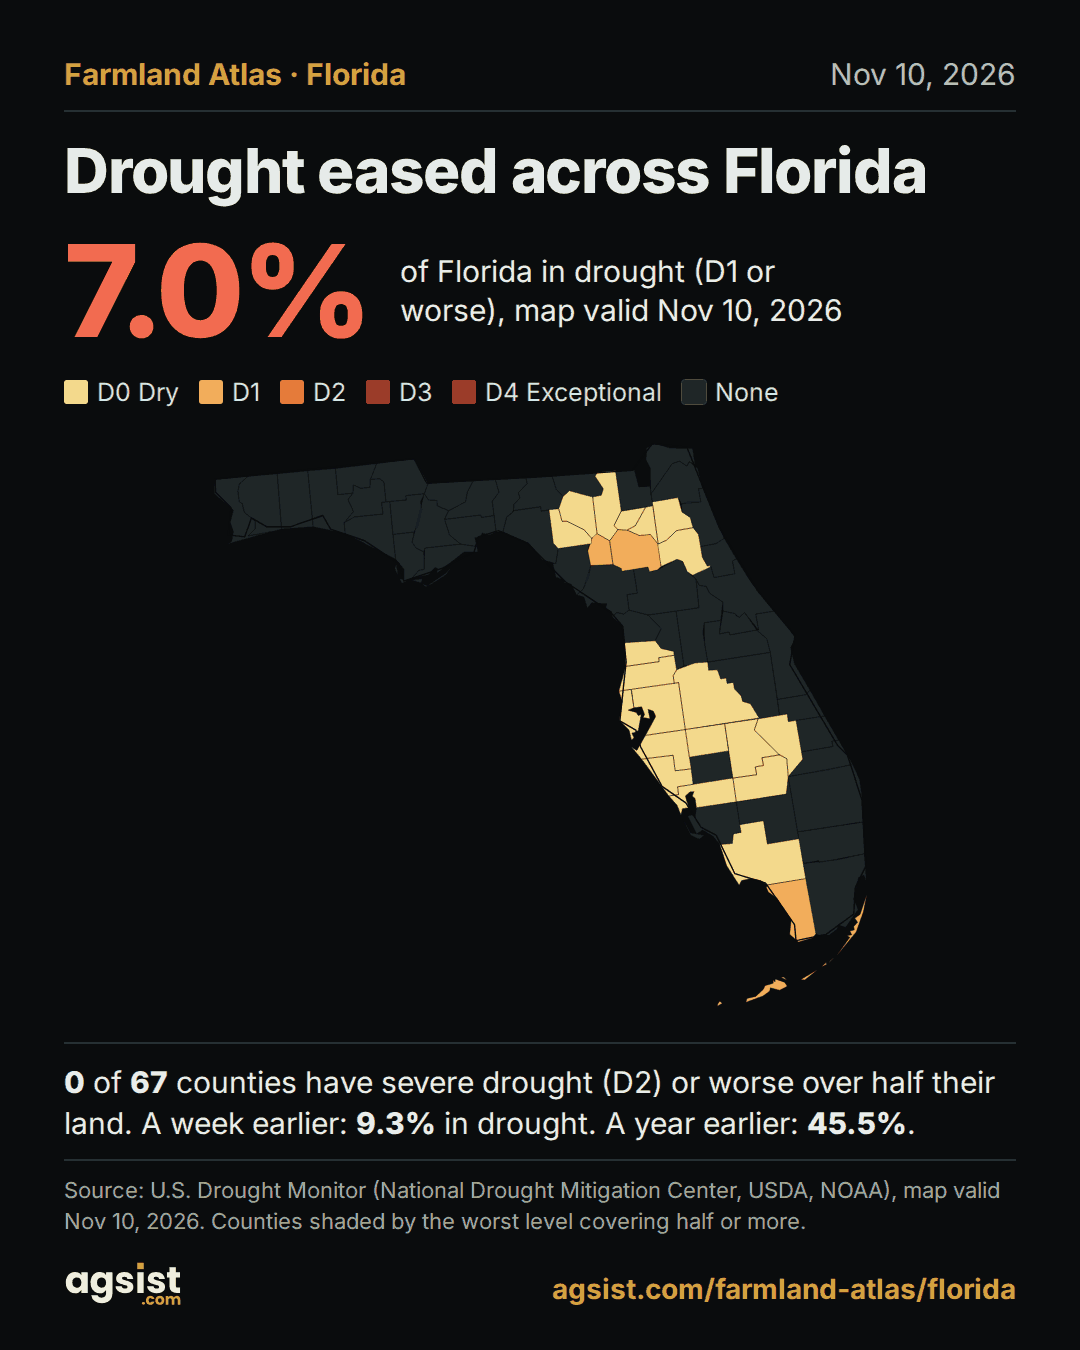 Farmland Atlas · Florida
Nov 10, 2026
Drought eased across Florida
7.0%
of Florida in drought (D1 or
worse), map valid Nov 10, 2026
D0 Dry D1 D2 D3 D4 Exceptional None
0 of 67 counties have severe drought (D2) or worse over half their
land. A week earlier: 9.3% in drought. A year earlier: 45.5%.
Source: U.S. Drought Monitor (National Drought Mitigation Center, USDA, NOAA), map valid
Nov 10, 2026. Counties shaded by the worst level covering half or more.
agsist
.com
agsist.com/farmland-atlas/florida